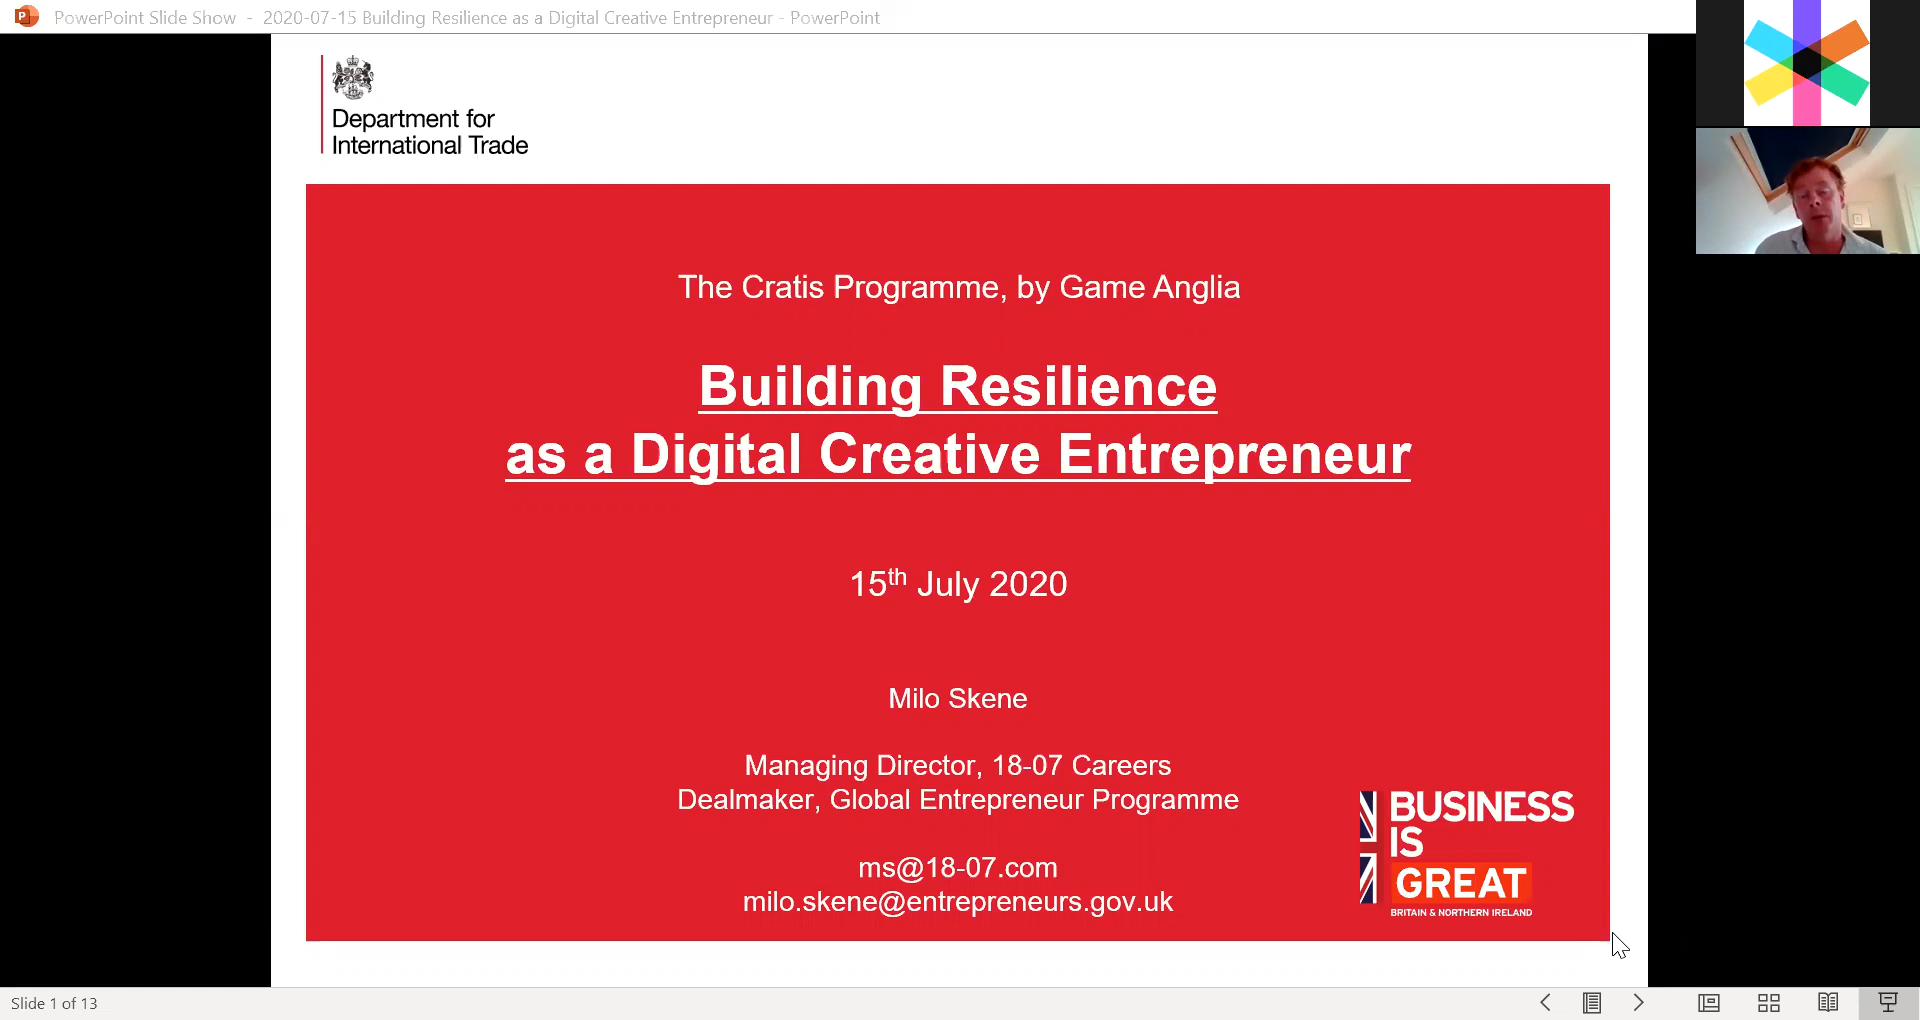 PowerPoint Slide Show - 2020-07-15 Building Resilience as a Digital Creative Entrepreneur - PowerPoint
Department for
International Trade
The Cratis Programme, by Game Anglia
Building Resilience
as a Digital Creative Entrepreneur
15th July 2020
Milo Skene
Managing Director, 18-07 Careers
Dealmaker, Global Entrepreneur Programme
ms@18-07.com
milo.skene@entrepreneurs.gov.uk
BUSINESS
IS
GREAT
BRITAIN & NORTHERN IRELAND
Slide 1 of 13